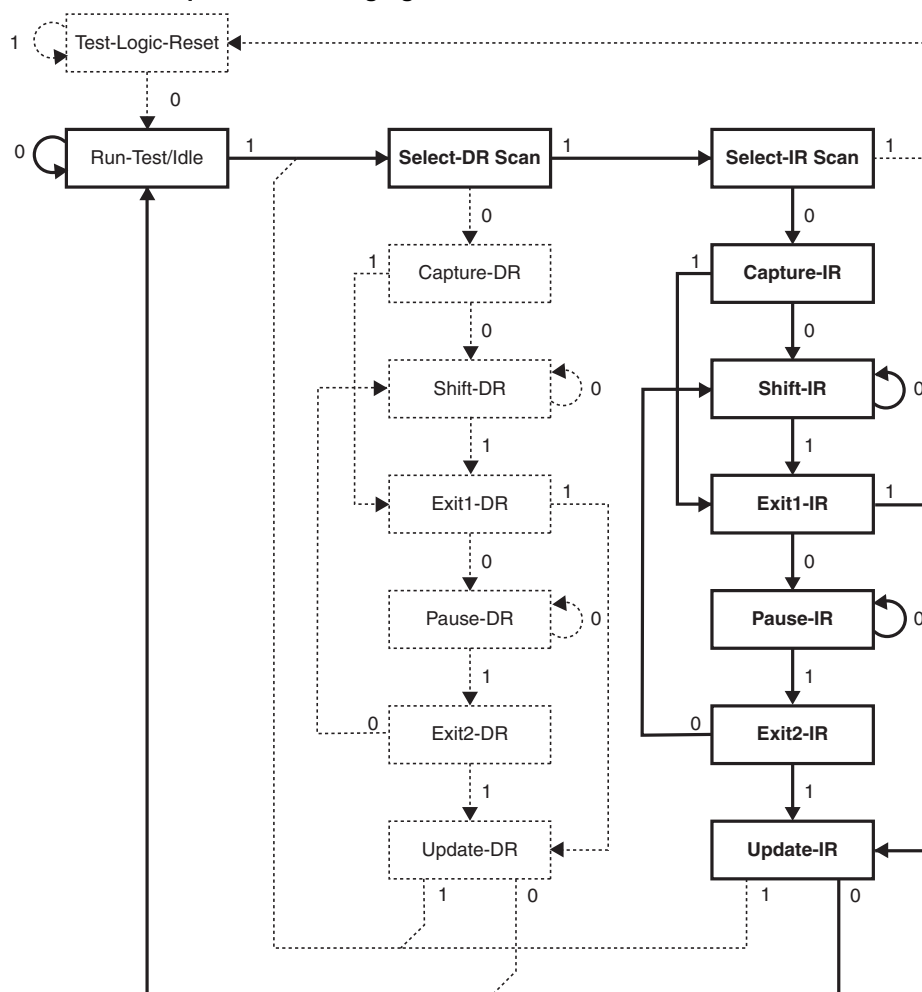 1
Test-Logic-Reset
0
0
Run-Test/Idle
1
Select-DR Scan
1
Select-IR Scan
1
0
0
1
Capture-DR
1
Capture-IR
0
0
Shift-DR
0
Shift-IR
0
1
1
Exit1-DR
1
Exit1-IR
1
0
0
Pause-DR
0
Pause-IR
0
1
1
0
Exit2-DR
0
Exit2-IR
1
1
Update-DR
Update-IR
1
0
1
0